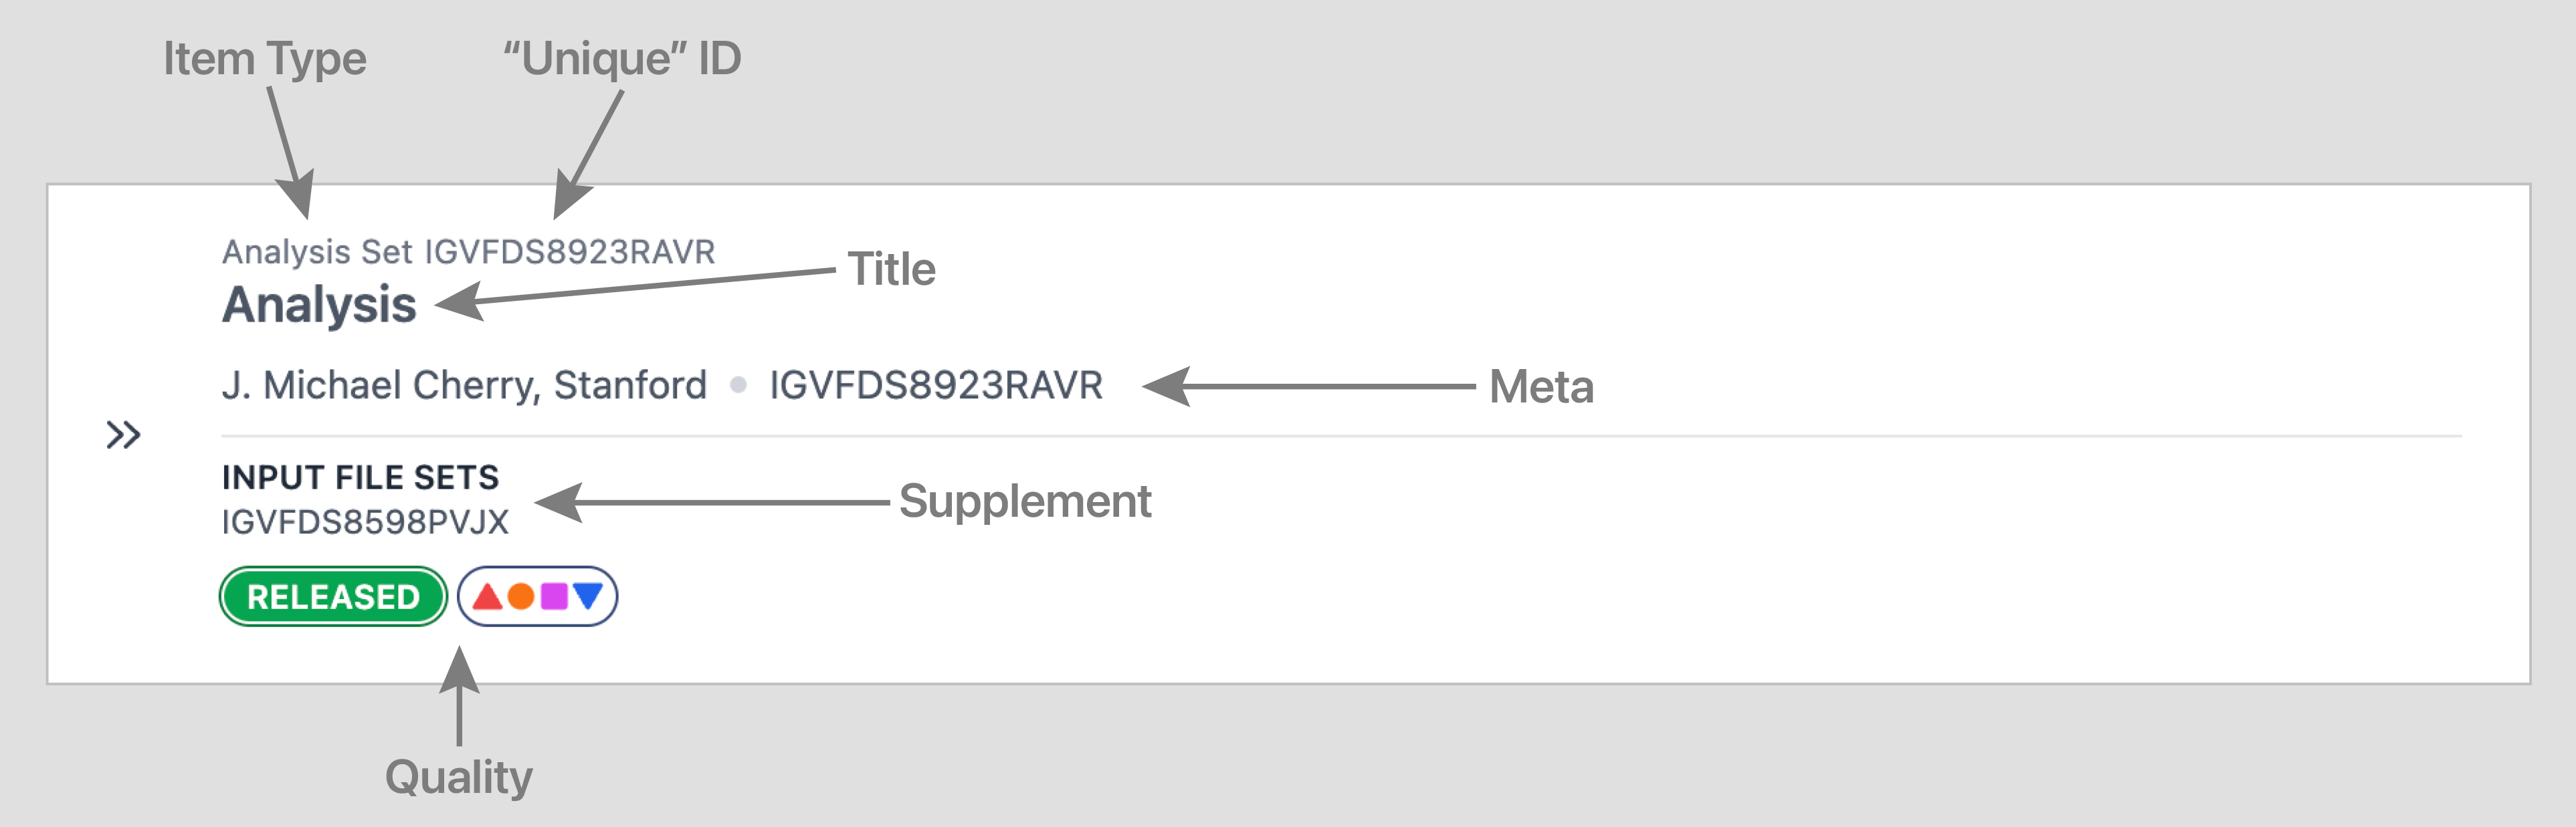 Item Type
“Unique” ID
Analysis Set IGVFDS8923RAVR
Title
Analysis
J. Michael Cherry, Stanford • IGVFDS8923RAVR
Meta
INPUT FILE SETS
Supplement
IGVFDS8598PVJX
RELEASED
Quality